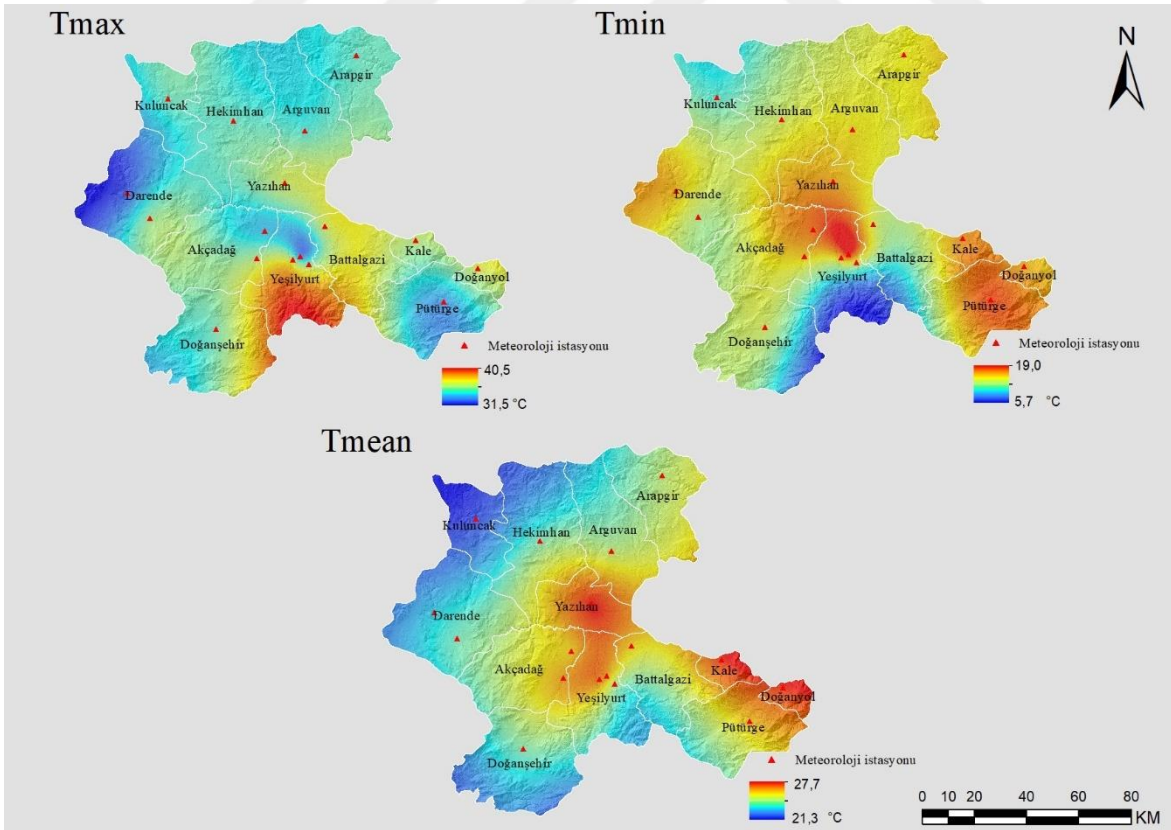 Tmax
Arapgir
Kuluncak
Hekimhan
Arguvan
Yazıhan
Darende
Akçadağ
Battalgazi
Kale
Yeşilyurt
Doğanyol
Pütürge
Doğanşehir
Meteoroloji istasyonu
40,5
31,5 °C
Tmin
N
Arapgir
Kuluncak
Hekimhan
Arguvan
Yazıhan
Darende
Akçadağ
Battalgazi
Kale
Yeşilyurt
Doğanyol
Pütürge
Doğanşehir
Meteoroloji istasyonu
19,0
5,7 °C
Tmean
Arapgir
Kuluncak
Hekimhan
Arguvan
Yazıhan
Darende
Akçadağ
Battalgazi
Kale
Yeşilyurt
Doğanyol
Pütürge
Doğanşehir
Meteoroloji istasyonu
27,7
21,3 °C
0 10 20 40 60 80
KM